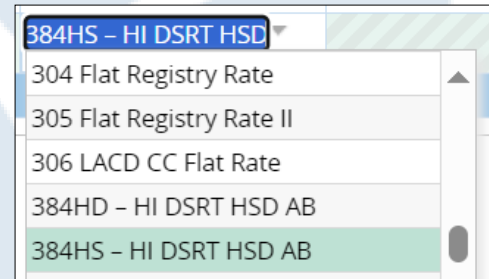 384HS – HI DSRT HSD
304 Flat Registry Rate
305 Flat Registry Rate II
306 LACD CC Flat Rate
384HD – HI DSRT HSD AB
384HS – HI DSRT HSD AB